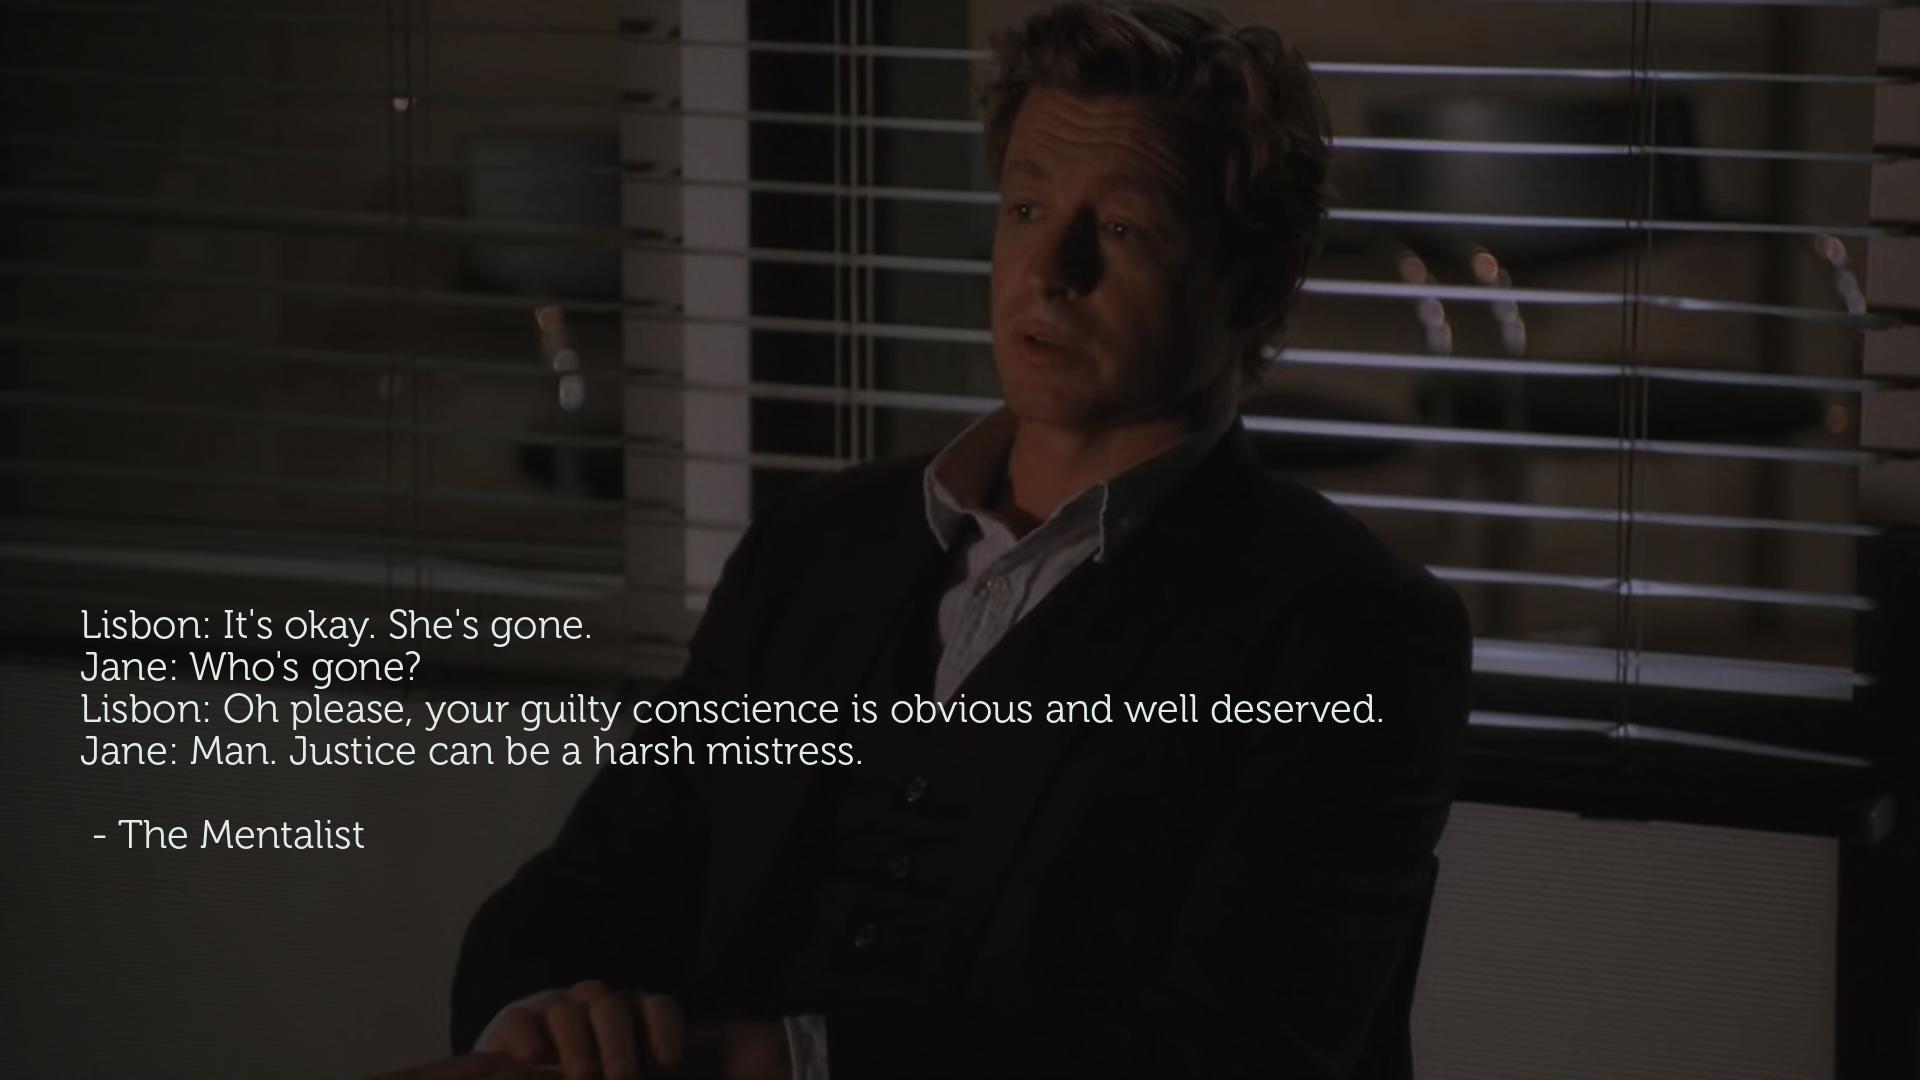 Lisbon: It's okay. She's gone.
Jane: Who's gone?
Lisbon: Oh please, your guilty conscience is obvious and well deserved.
Jane: Man. Justice can be a harsh mistress.
- The Mentalist